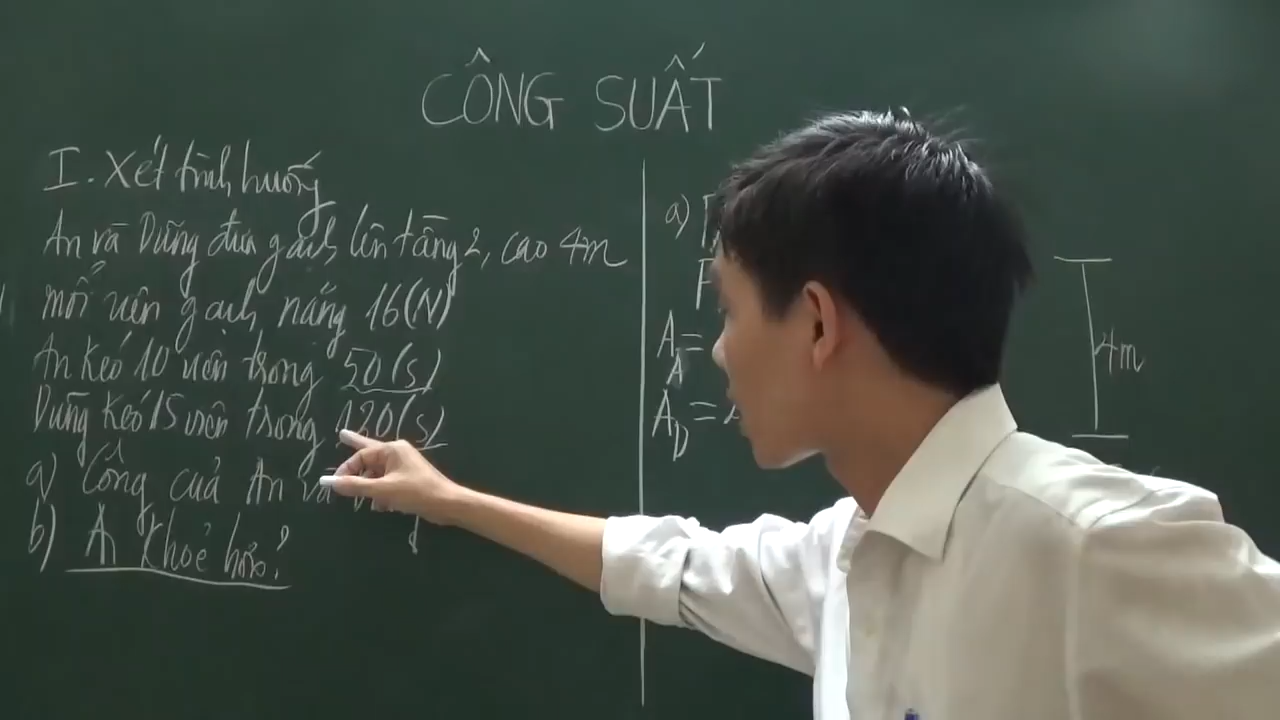 CÔNG SUẤT
I. Xét tình huống
An và Dũng đưa gạch lên tầng 2, cao 4m
mỗi viên gạch nặng 16(N)
An kéo 10 viên trong 50(s)
Dũng kéo 15 viên trong 120(s)
a) Công của An và
b) Ai khoẻ hơn?
a)
A =
A
A_D =
4m